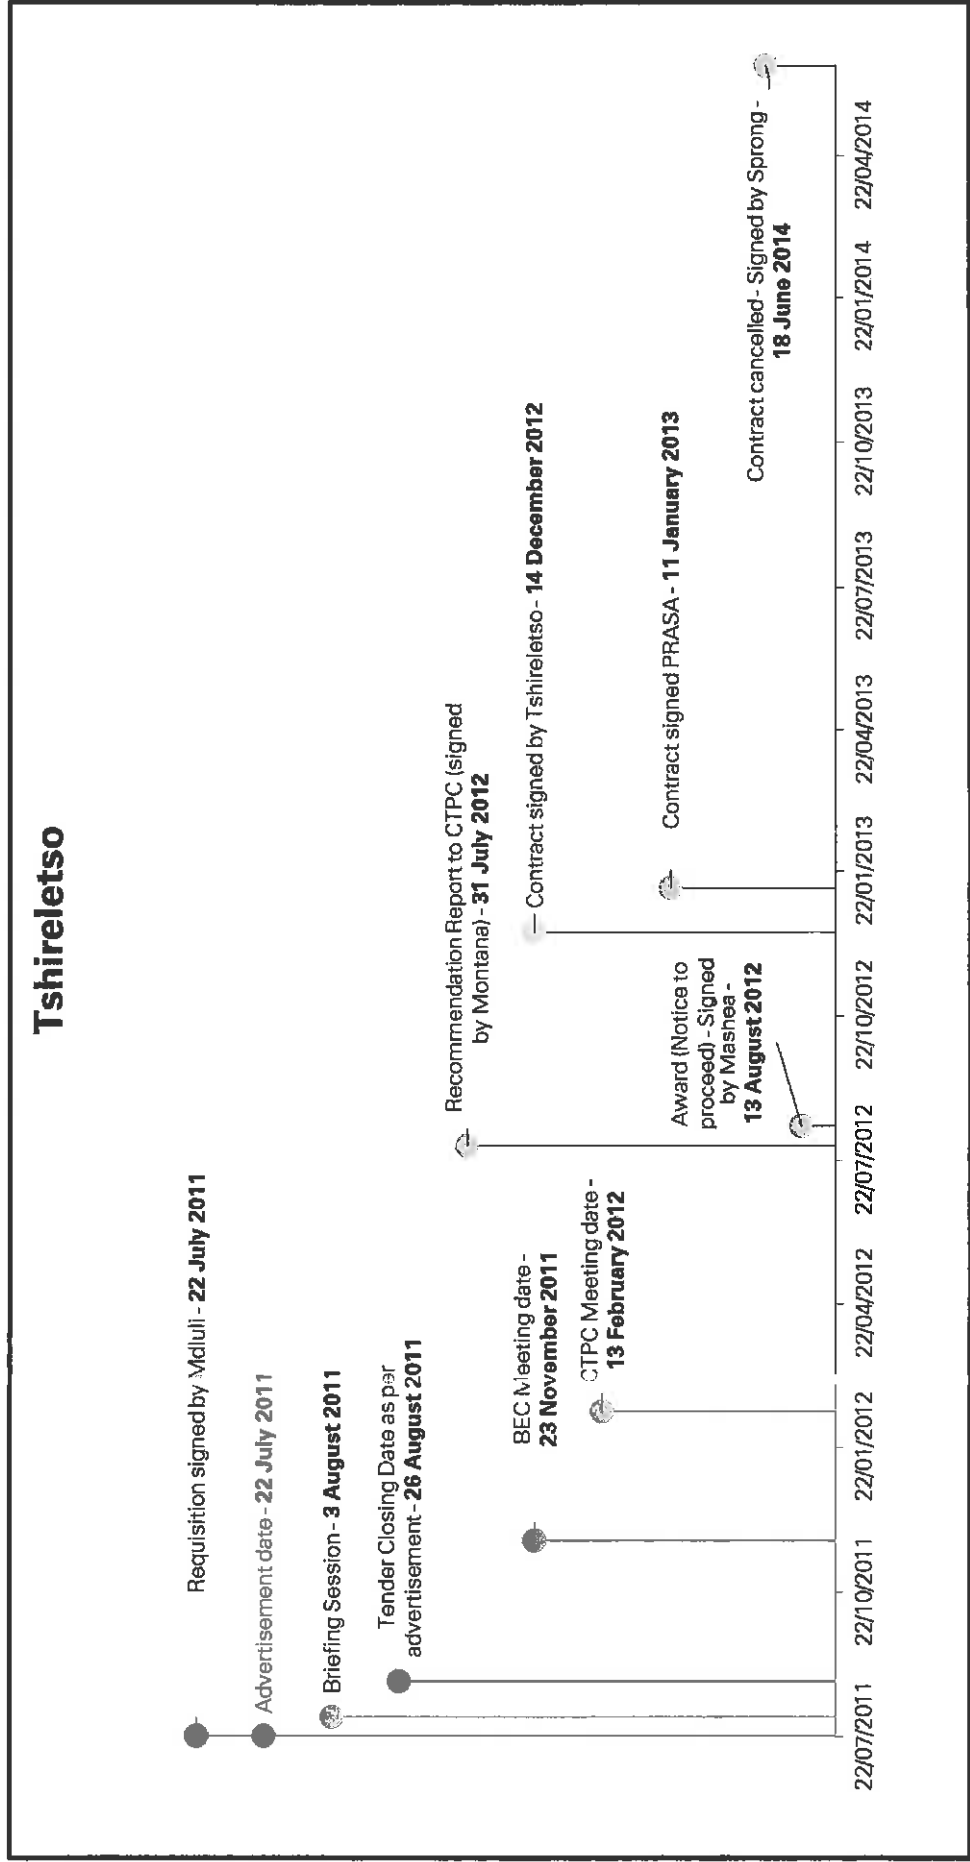 Tshireletso
Requisition signed by Mdluli - 22 July 2011
Advertisement date - 22 July 2011
Briefing Session - 3 August 2011
Tender Closing Date as per
advertisement - 26 August 2011
Recommendation Report to CTPC (signed
by Montana) - 31 July 2012
BEC Meeting date -
23 November 2011
Contract signed by Tshireletso - 14 December 2012
CTPC Meeting date -
13 February 2012
Award (Notice to
proceed) - Signed
by Mashea -
13 August 2012
Contract signed PRASA - 11 January 2013
Contract cancelled - Signed by Sprong -
18 June 2014
22/07/2011
22/10/2011
22/01/2012
22/04/2012
22/07/2012
22/10/2012
22/01/2013
22/04/2013
22/07/2013
22/10/2013
22/01/2014
22/04/2014